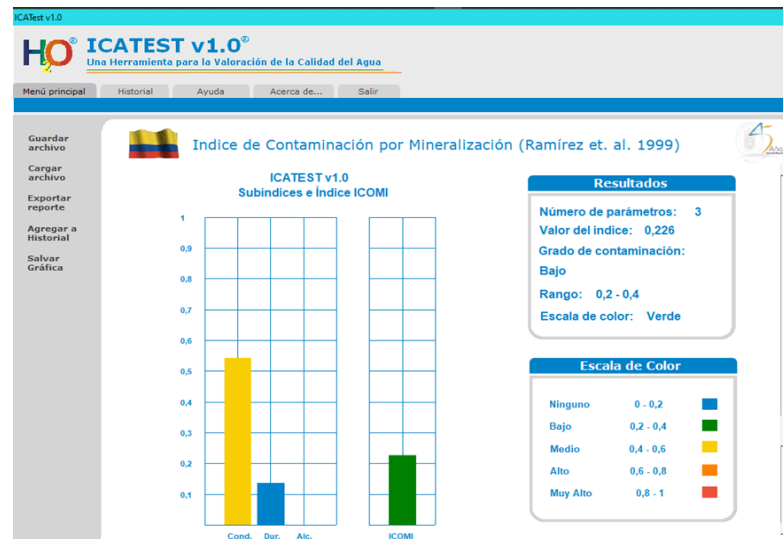 ICATest v1.0
H2O® ICATEST v1.0®
Una Herramienta para la Valoración de la Calidad del Agua
Menú principal Historial Ayuda Acerca de... Salir
Guardar
archivo
Cargar
archivo
Exportar
reporte
Agregar a
Historial
Salvar
Gráfica
Indice de Contaminación por Mineralización (Ramírez et. al. 1999)
45 Años
ICATEST v1.0
Subíndices e Índice ICOMI
1
0,9
0,8
0,7
0,6
0,5
0,4
0,3
0,2
0,1
Cond. Dur. Alc. ICOMI
Resultados
Número de parámetros: 3
Valor del indice: 0,226
Grado de contaminación:
Bajo
Rango: 0,2 - 0,4
Escala de color: Verde
Escala de Color
Ninguno 0 - 0,2
Bajo 0,2 - 0,4
Medio 0,4 - 0,6
Alto 0,6 - 0,8
Muy Alto 0,8 - 1